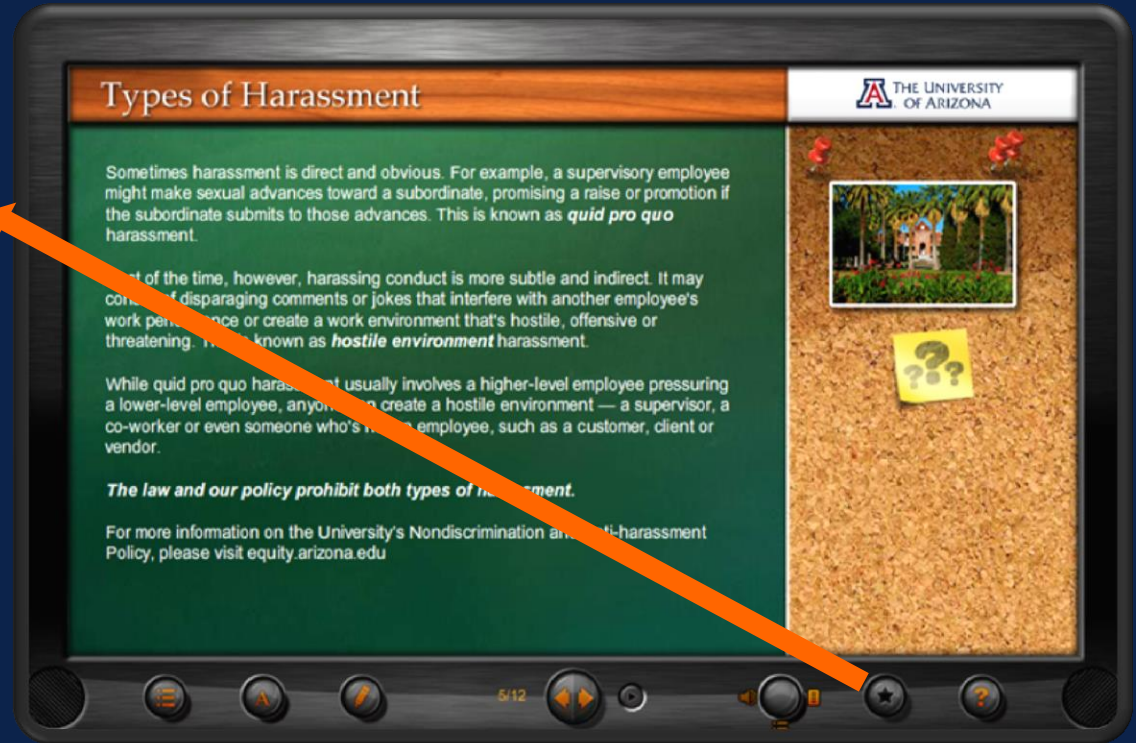 Types of Harassment
THE UNIVERSITY
OF ARIZONA
Sometimes harassment is direct and obvious. For example, a supervisory employee
might make sexual advances toward a subordinate, promising a raise or promotion if
the subordinate submits to those advances. This is known as quid pro quo
harassment.
of the time, however, harassing conduct is more subtle and indirect. It may
of disparaging comments or jokes that interfere with another employee's
work or create a work environment that's hostile, offensive or
threatening. known as hostile environment harassment.
While quid pro quo usually involves a higher-level employee pressuring
a lower-level employee, create a hostile environment — a supervisor, a
co-worker or even someone who's employee, such as a customer, client or
vendor.
The law and our policy prohibit both types of
For more information on the University's Nondiscrimination
Policy, please visit equity.arizona.edu
???
A
5/12
?